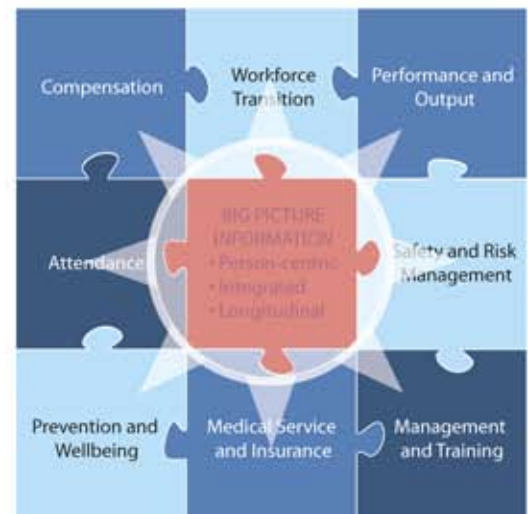 Compensation
Workforce
Transition
Performance and
Output
Attendance
BIG PICTURE
INFORMATION
• Person-centric
• Integrated
• Longitudinal
Safety and Risk
Management
Prevention and
Wellbeing
Medical Service
and Insurance
Management
and Training